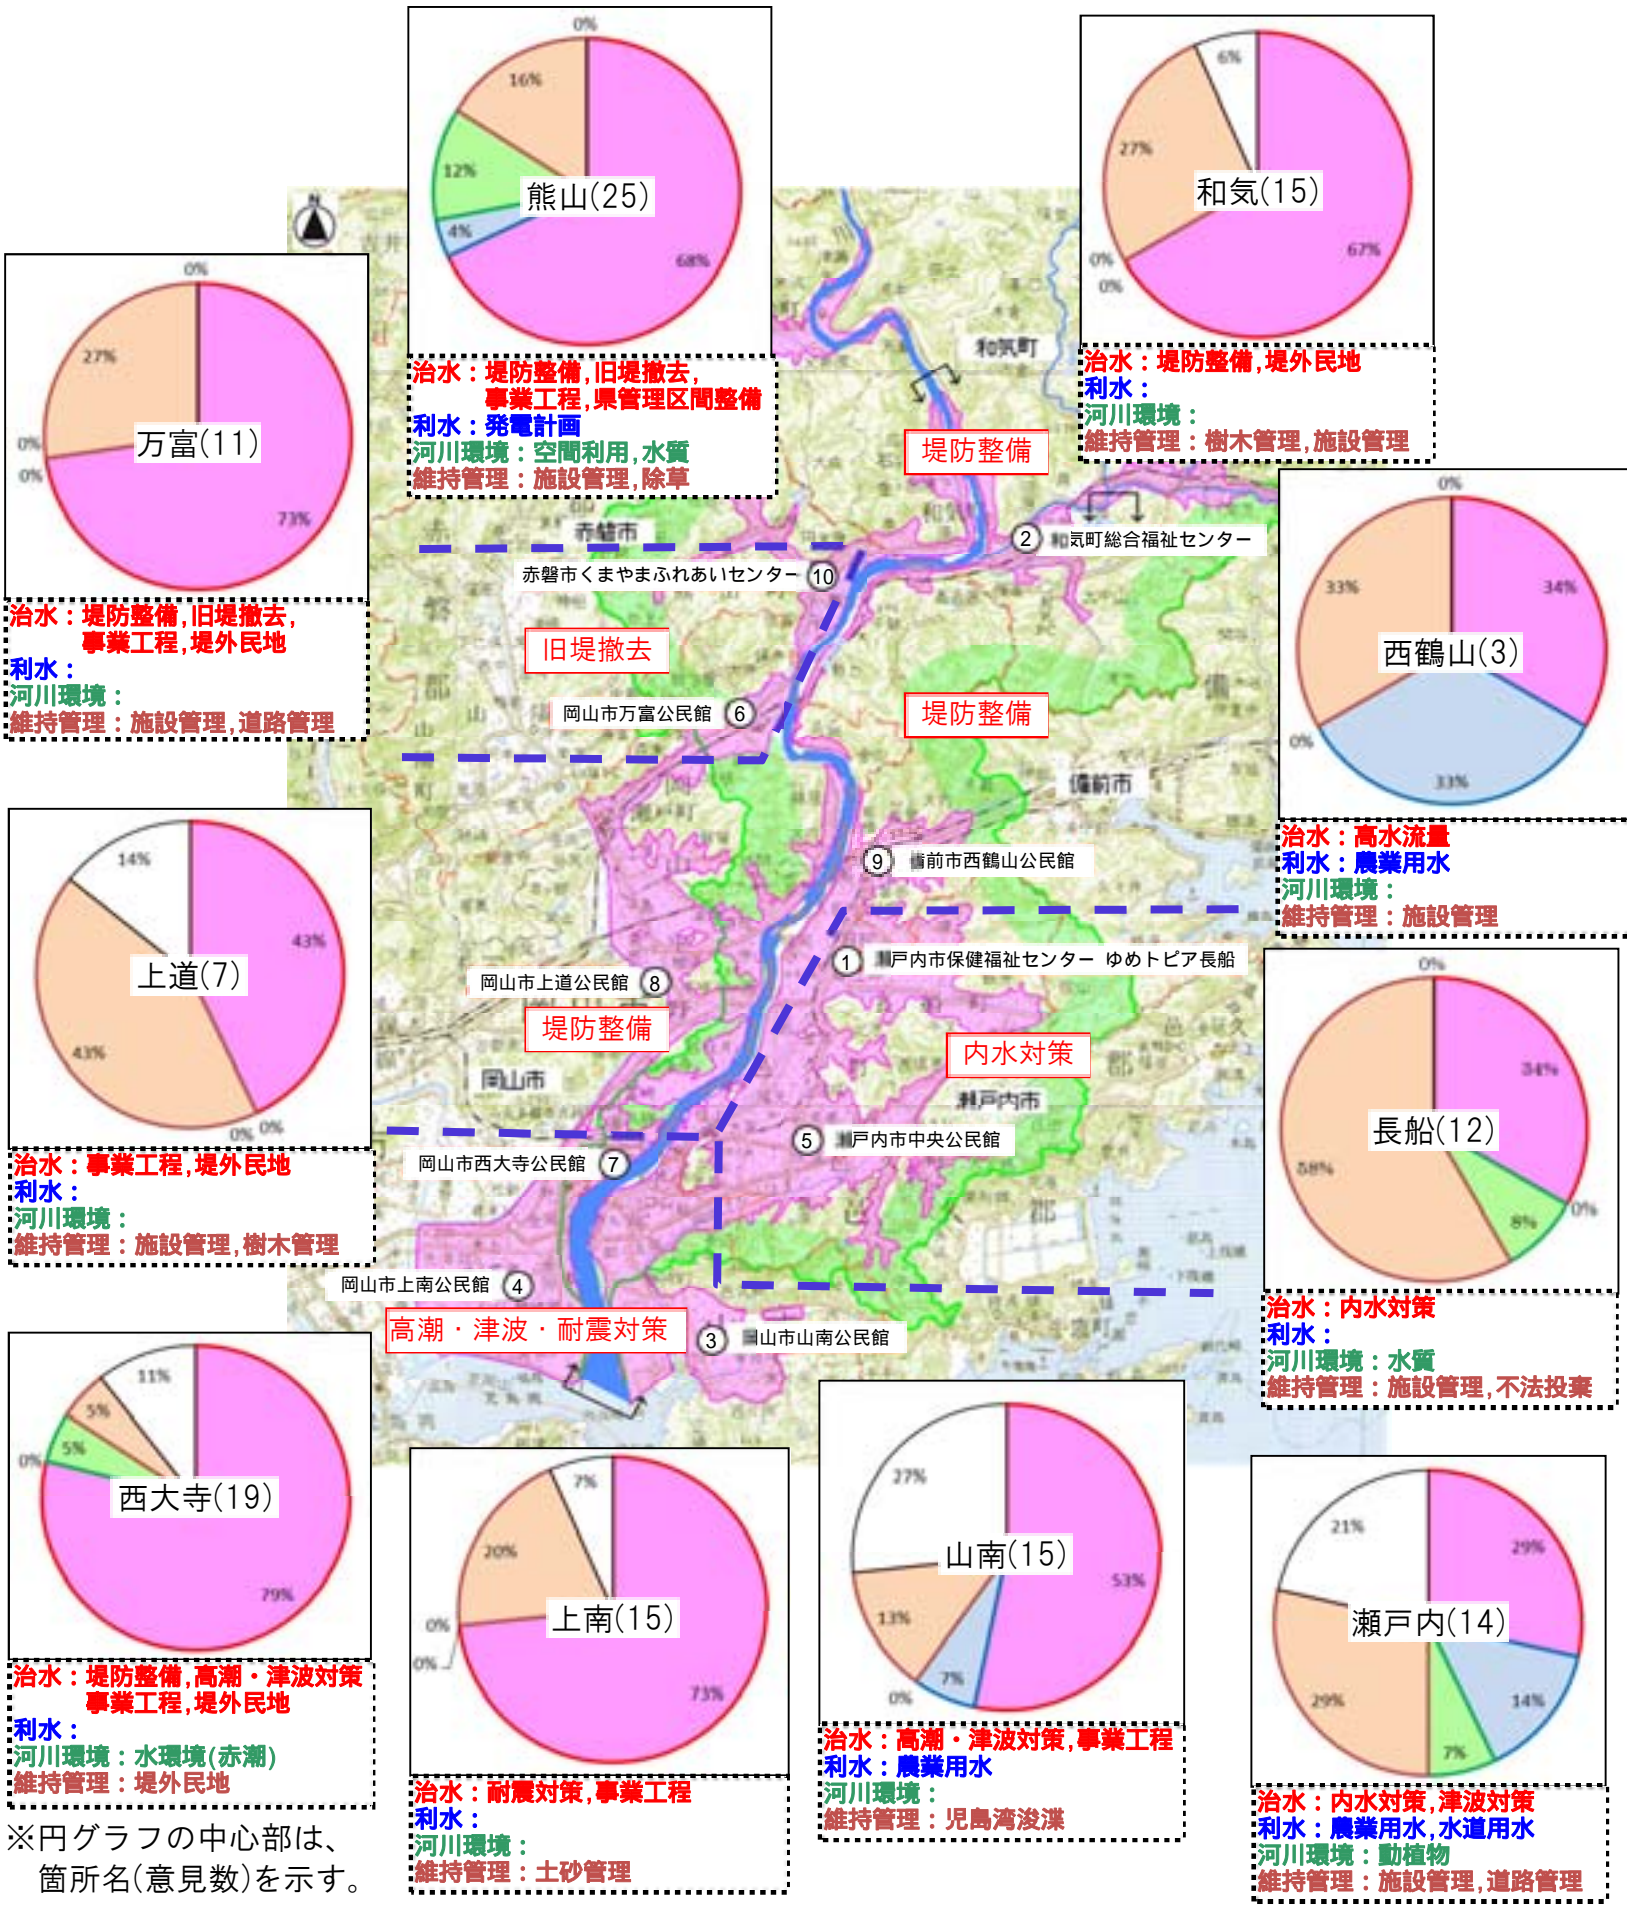 0%
16%
12%
4%
68%
熊山(25)
治水：堤防整備,旧堤撤去,
事業工程,県管理区間整備
利水：発電計画
河川環境：空間利用,水質
維持管理：施設管理,除草
6%
27%
0%
0%
67%
和気(15)
治水：堤防整備,堤外民地
利水：
河川環境：
維持管理：樹木管理,施設管理
0%
27%
0%
0%
73%
万富(11)
治水：堤防整備,旧堤撤去,
事業工程,堤外民地
利水：
河川環境：
維持管理：施設管理,道路管理
0%
33%
34%
0%
33%
西鶴山(3)
治水：高水流量
利水：農業用水
河川環境：
維持管理：施設管理
14%
43%
43%
0%
0%
上道(7)
治水：事業工程,堤外民地
利水：
河川環境：
維持管理：施設管理,樹木管理
0%
34%
58%
8%
0%
長船(12)
治水：内水対策
利水：
河川環境：水質
維持管理：施設管理,不法投棄
11%
5%
5%
0%
79%
西大寺(19)
治水：堤防整備,高潮・津波対策
事業工程,堤外民地
利水：
河川環境：水環境(赤潮)
維持管理：堤外民地
7%
20%
0%
0%
73%
上南(15)
治水：耐震対策,事業工程
利水：
河川環境：
維持管理：土砂管理
27%
53%
13%
0%
7%
山南(15)
治水：高潮・津波対策,事業工程
利水：農業用水
河川環境：
維持管理：児島湾浚渫
21%
29%
29%
14%
7%
瀬戸内(14)
治水：内水対策,津波対策
利水：農業用水,水道用水
河川環境：動植物
維持管理：施設管理,道路管理
N
和気町
堤防整備
赤磐市
② 和気町総合福祉センター
赤磐市くまやまふれあいセンター ⑩
旧堤撤去
岡山市万富公民館 ⑥
堤防整備
備前市
⑨ 備前市西鶴山公民館
① 瀬戸内市保健福祉センター ゆめトピア長船
岡山市上道公民館 ⑧
堤防整備
内水対策
岡山市
瀬戸内市
⑤ 瀬戸内市中央公民館
岡山市西大寺公民館 ⑦
岡山市上南公民館 ④
高潮・津波・耐震対策
③ 岡山市山南公民館
※円グラフの中心部は、
箇所名(意見数)を示す。